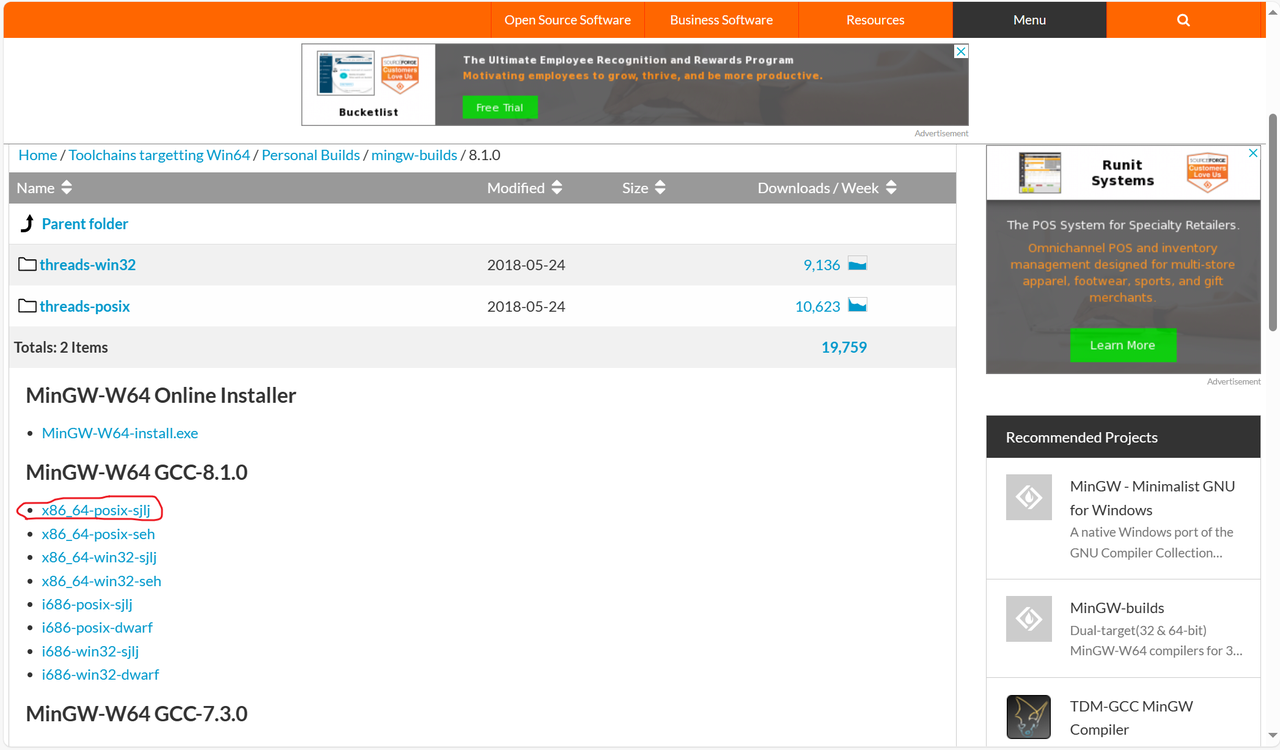 Open Source Software Business Software Resources Menu
The Ultimate Employee Recognition and Rewards Program
Motivating employees to grow, thrive, and be more productive.
SOURCEFORGE
Customers
Love Us
Bucketlist
Free Trial
Advertisement
Home / Toolchains targetting Win64 / Personal Builds / mingw-builds / 8.1.0
Name Modified Size Downloads / Week
Parent folder
threads-win32 2018-05-24 9,136
threads-posix 2018-05-24 10,623
Totals: 2 Items 19,759
MinGW-W64 Online Installer
• MinGW-W64-install.exe
MinGW-W64 GCC-8.1.0
• x86_64-posix-sjlj
• x86_64-posix-seh
• x86_64-win32-sjlj
• x86_64-win32-seh
• i686-posix-sjlj
• i686-posix-dwarf
• i686-win32-sjlj
• i686-win32-dwarf
MinGW-W64 GCC-7.3.0
Runit
Systems
SOURCEFORGE
Customers
Love Us
The POS System for Specialty Retailers.
Omnichannel POS and inventory
management designed for multi-store
apparel, footwear, sports, and gift
merchants.
Learn More
Advertisement
Recommended Projects
MinGW - Minimalist GNU
for Windows
A native Windows port of the
GNU Compiler Collection...
MinGW-builds
Dual-target(32 & 64-bit)
MinGW-W64 compilers for 3...
TDM-GCC MinGW
Compiler